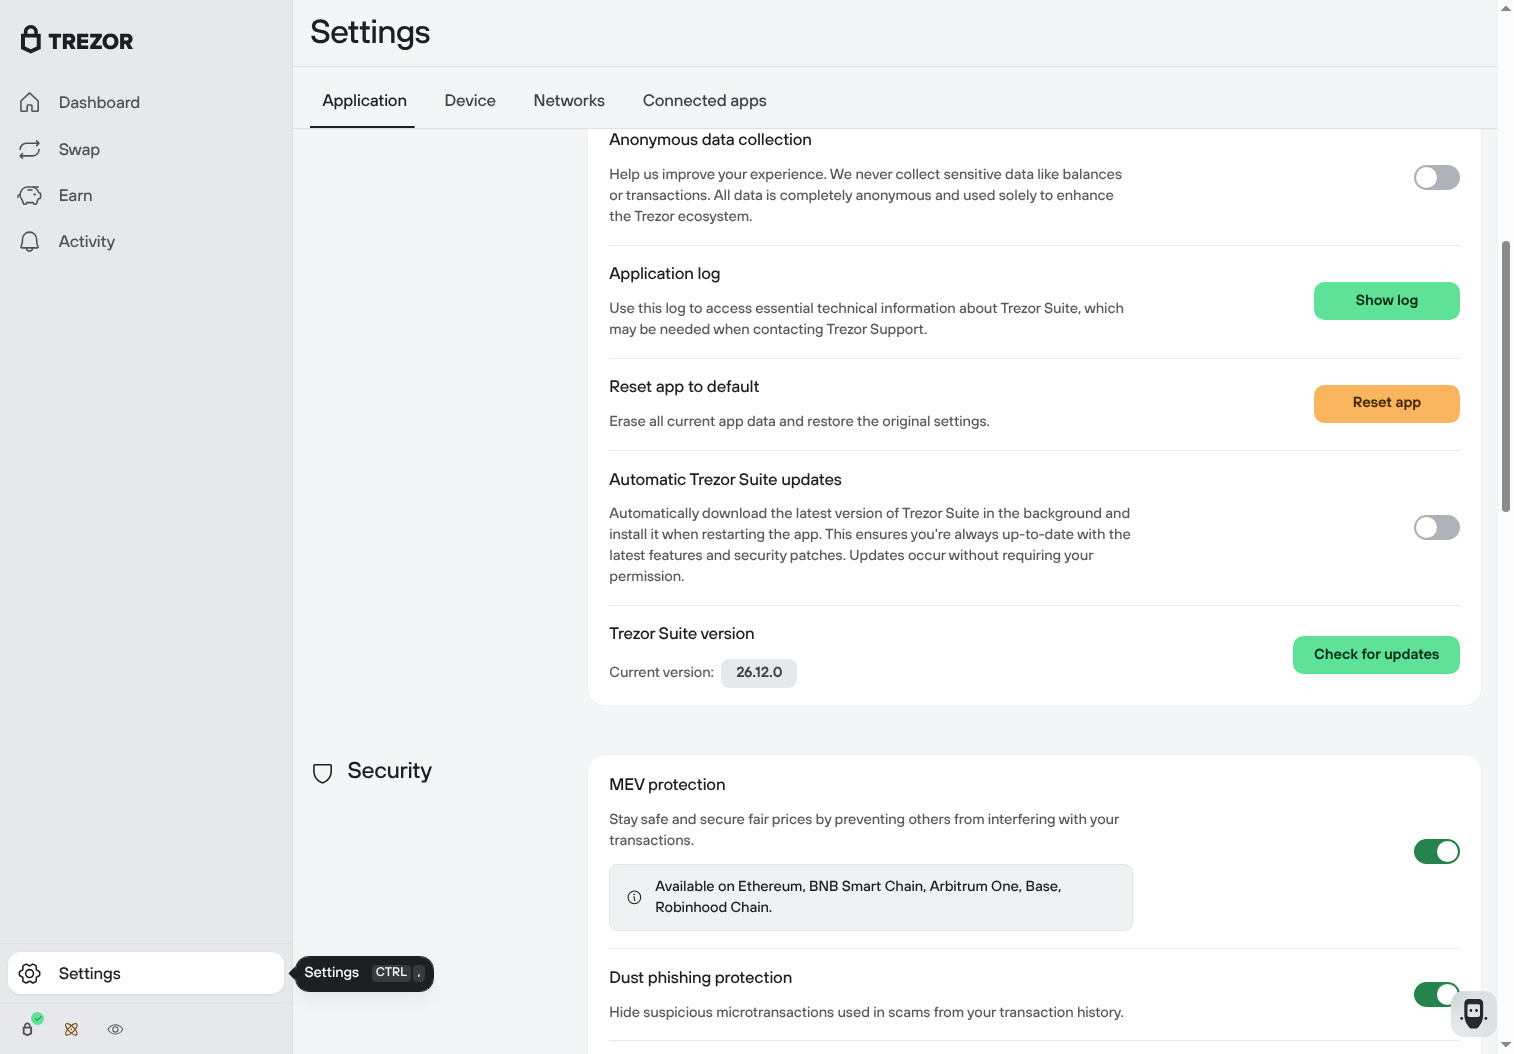 TREZOR
Dashboard
Swap
Earn
Activity
Settings
Settings CTRL ,
Settings
Application Device Networks Connected apps
Anonymous data collection
Help us improve your experience. We never collect sensitive data like balances
or transactions. All data is completely anonymous and used solely to enhance
the Trezor ecosystem.
Application log
Use this log to access essential technical information about Trezor Suite, which
may be needed when contacting Trezor Support.
Show log
Reset app to default
Erase all current app data and restore the original settings.
Reset app
Automatic Trezor Suite updates
Automatically download the latest version of Trezor Suite in the background and
install it when restarting the app. This ensures you're always up-to-date with the
latest features and security patches. Updates occur without requiring your
permission.
Trezor Suite version
Current version: 26.12.0
Check for updates
Security
MEV protection
Stay safe and secure fair prices by preventing others from interfering with your
transactions.
Available on Ethereum, BNB Smart Chain, Arbitrum One, Base,
Robinhood Chain.
Dust phishing protection
Hide suspicious microtransactions used in scams from your transaction history.